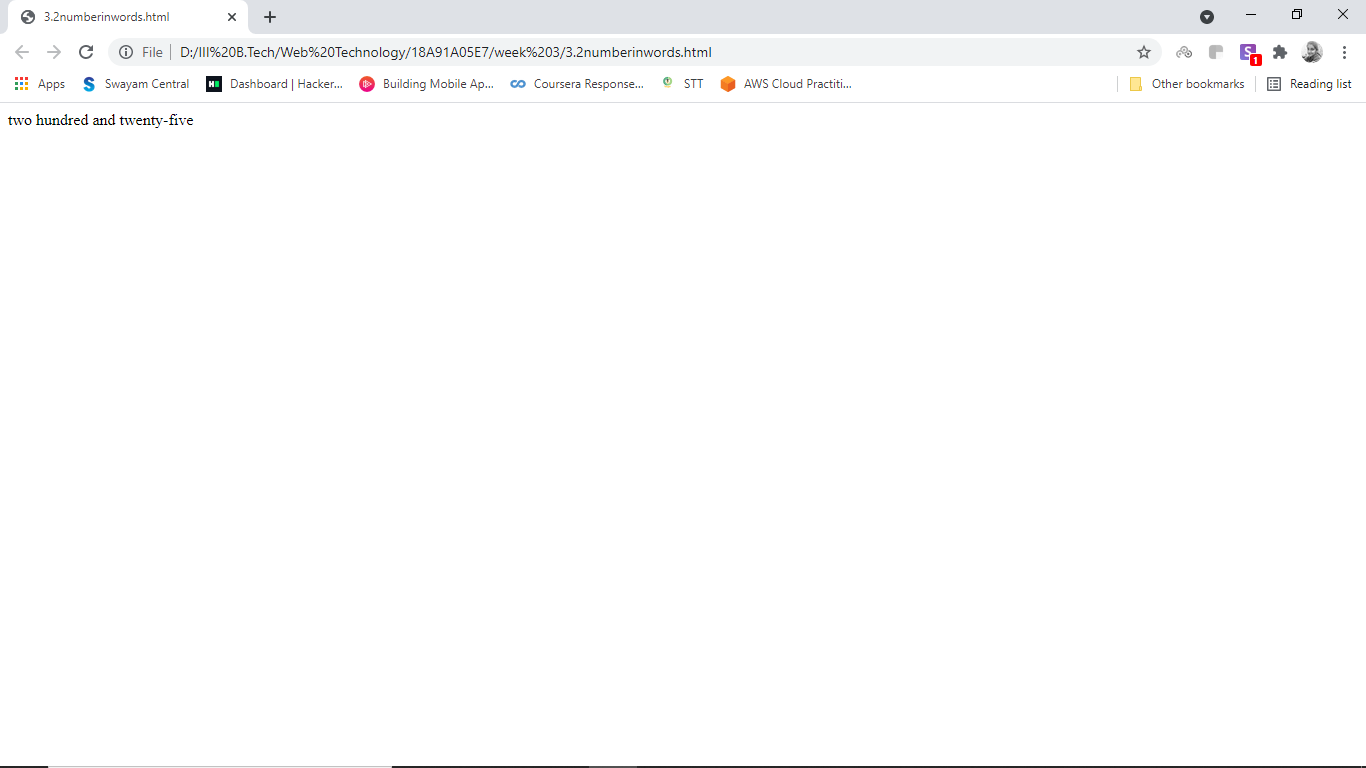 3.2numberinwords.html
File D:/III%20B.Tech/Web%20Technology/18A91A05E7/week%203/3.2numberinwords.html
S 1
Apps Swayam Central Dashboard | Hacker... Building Mobile Ap... Coursera Response... STT AWS Cloud Practiti... Other bookmarks Reading list
two hundred and twenty-five